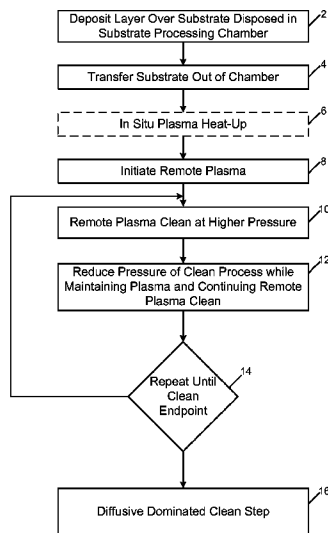 Deposit Layer Over Substrate Disposed in
Substrate Processing Chamber
2
Transfer Substrate Out of Chamber
4
In Situ Plasma Heat-Up
6
Initiate Remote Plasma
8
Remote Plasma Clean at Higher Pressure
10
Reduce Pressure of Clean Process while
Maintaining Plasma and Continuing Remote
Plasma Clean
12
Repeat Until
Clean
Endpoint
14
Diffusive Dominated Clean Step
16